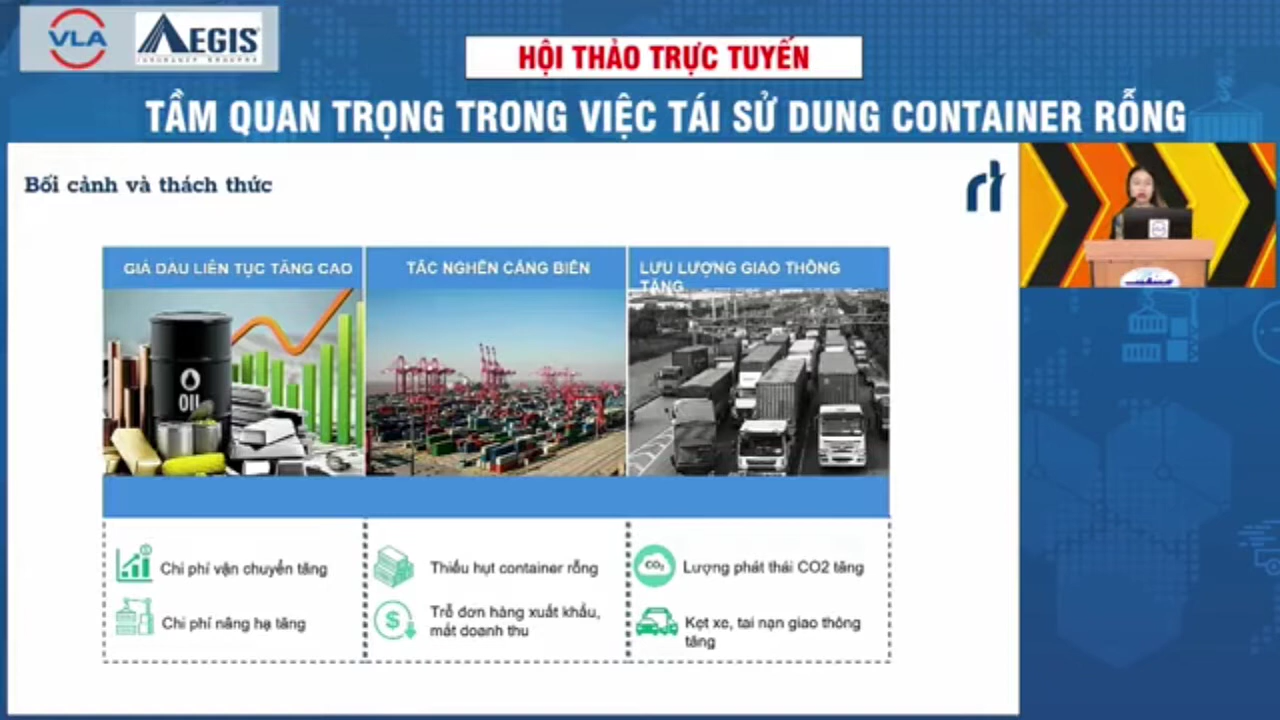 VLA
AEGIS
HỘI THẢO TRỰC TUYẾN
TẦM QUAN TRỌNG TRONG VIỆC TÁI SỬ DUNG CONTAINER RỖNG
Bối cảnh và thách thức
GIÁ DẦU LIÊN TỤC TĂNG CAO
TẮC NGHẼN CẢNG BIỂN
LƯU LƯỢNG GIAO THÔNG
TĂNG
OIL
Chi phí vận chuyển tăng
Chi phí nâng hạ tăng
Thiếu hụt container rỗng
Trễ đơn hàng xuất khẩu,
mất doanh thu
CO₂
Lượng phát thải CO2 tăng
Kẹt xe, tai nạn giao thông
tăng